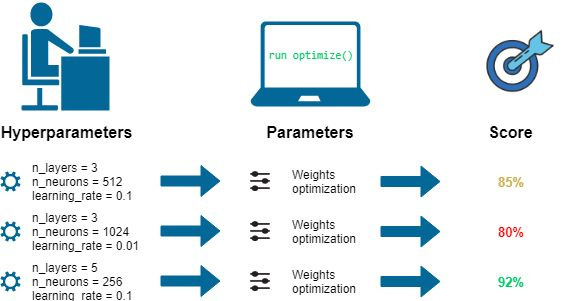 run optimize()
Hyperparameters
Parameters
Score
n_layers = 3
n_neurons = 512
learning_rate = 0.1
Weights
optimization
85%
n_layers = 3
n_neurons = 1024
learning_rate = 0.01
Weights
optimization
80%
n_layers = 5
n_neurons = 256
learning_rate = 0.1
Weights
optimization
92%